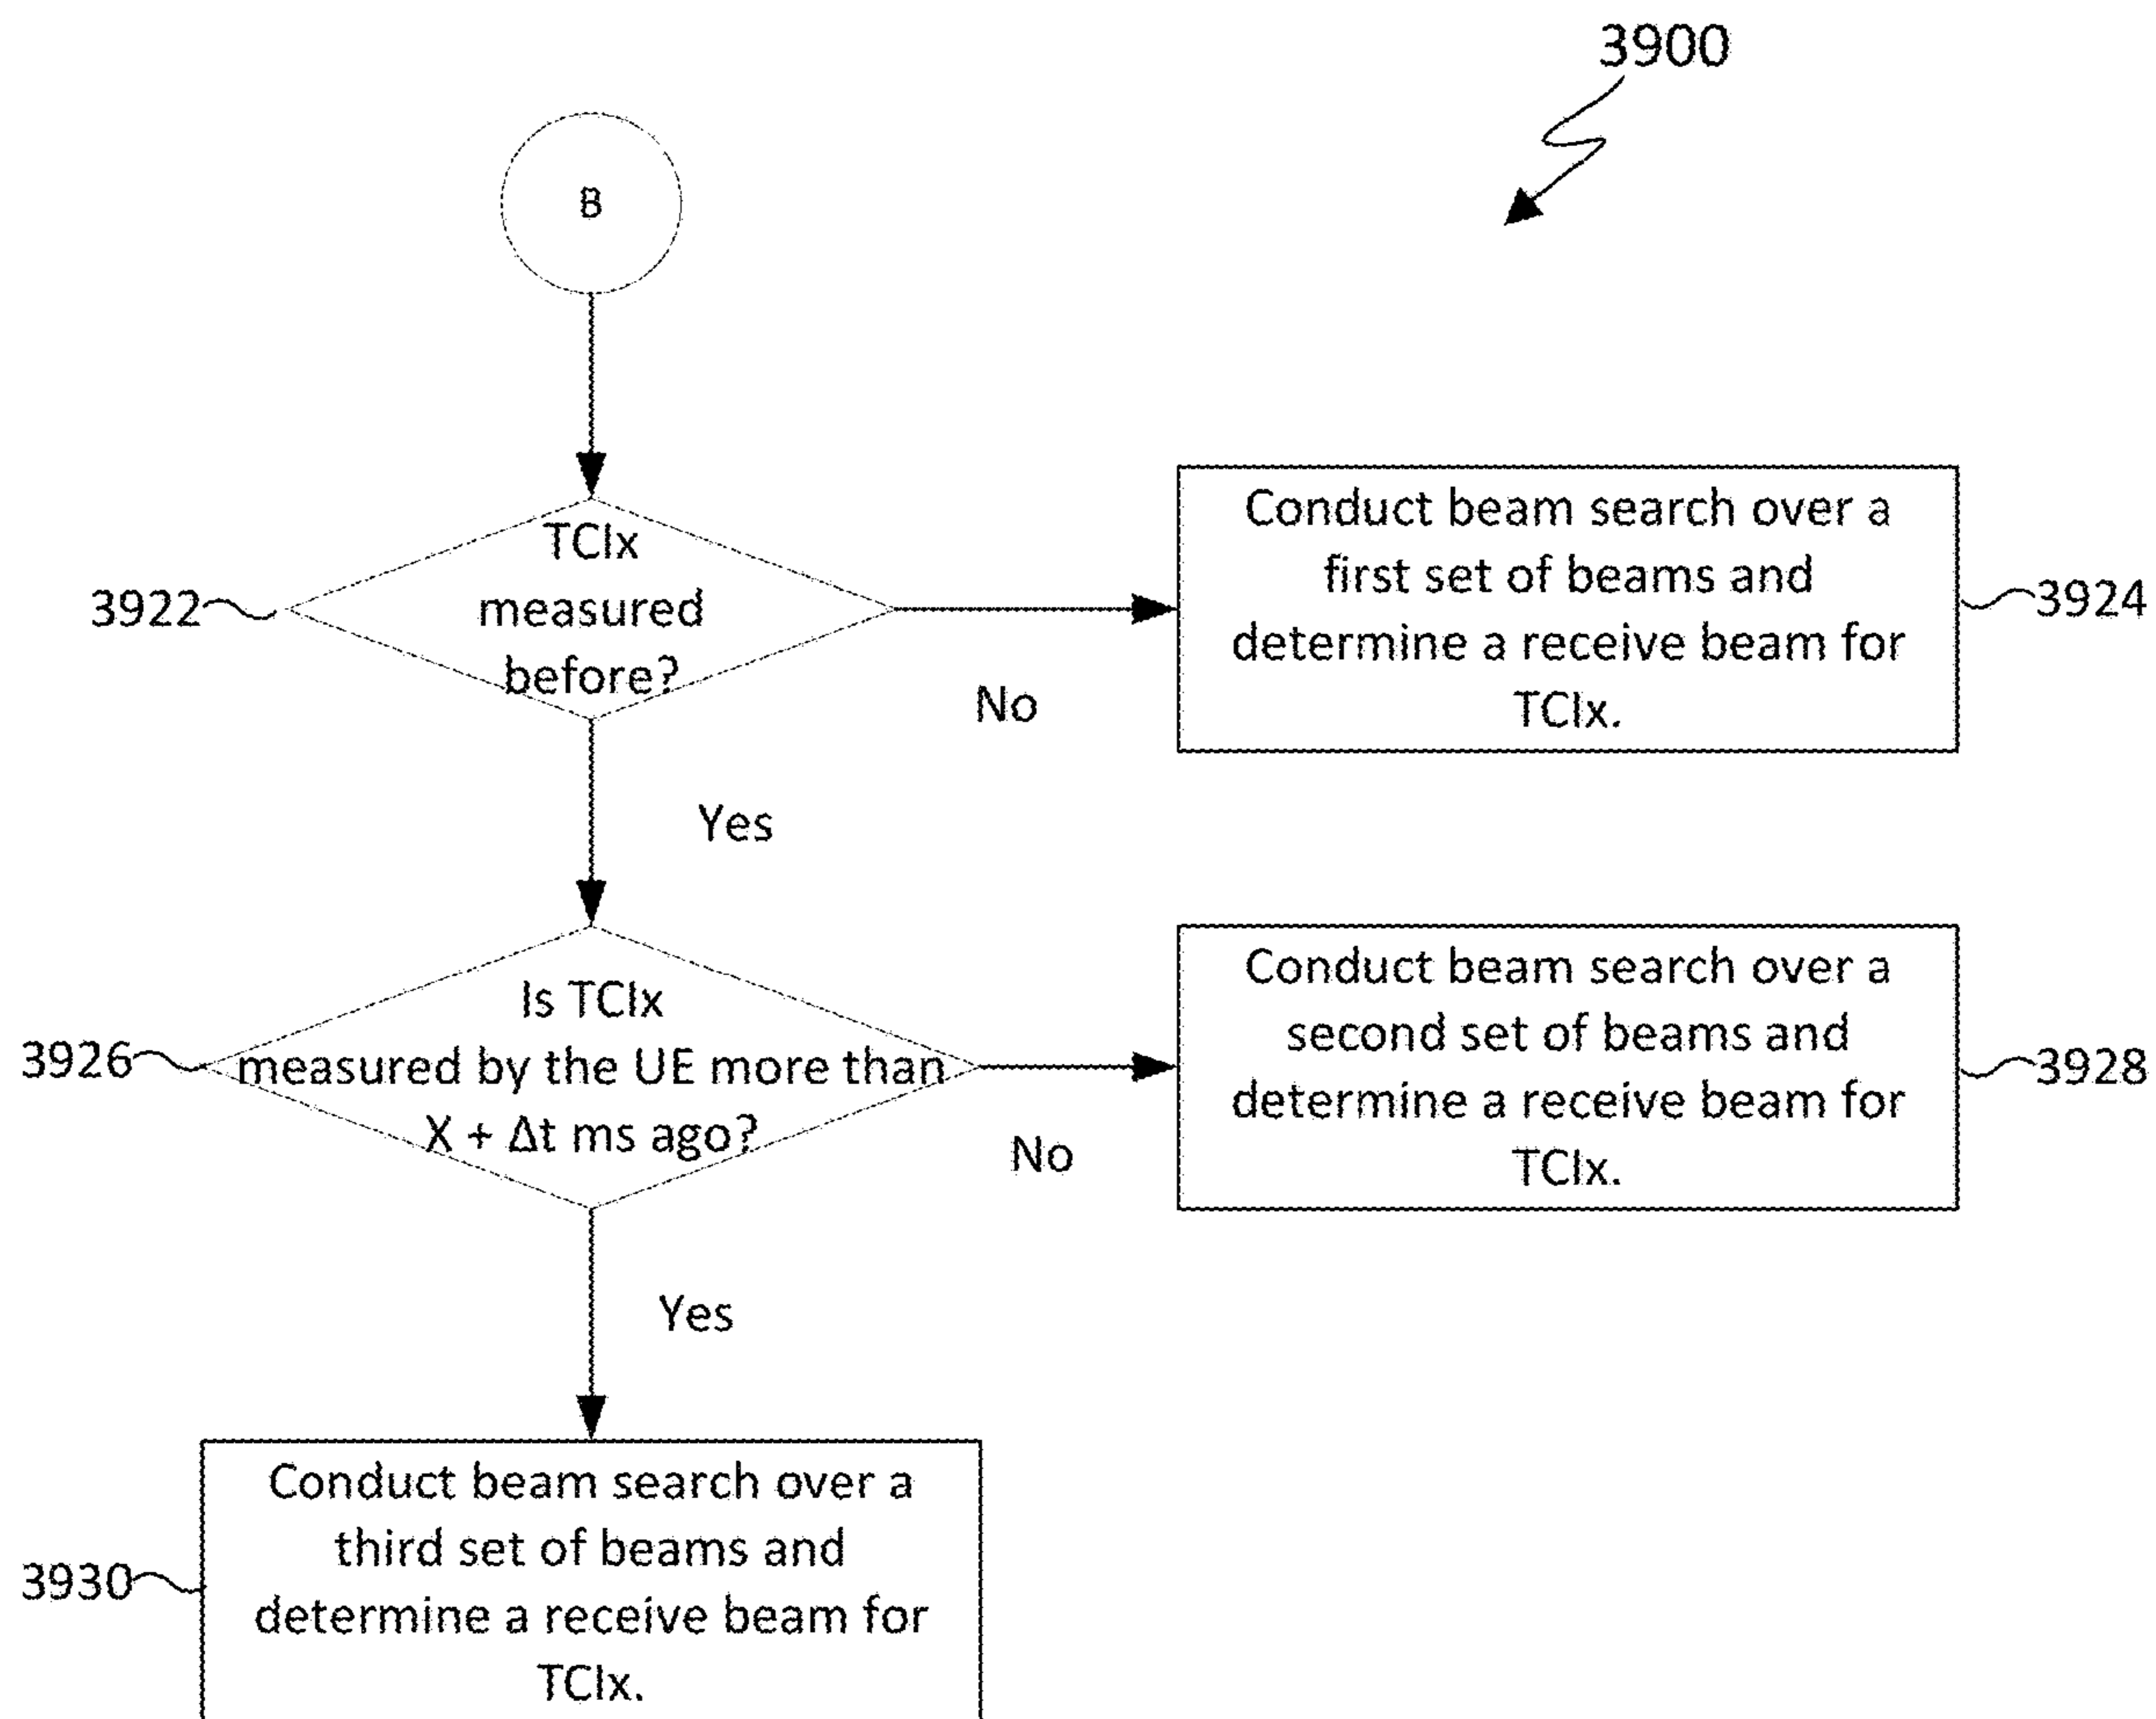 3900
B
TCIx
measured
before?
3922
Conduct beam search over a
first set of beams and
determine a receive beam for
TCIx.
3924
No
Yes
Is TCIx
measured by the UE more than
X + Δt ms ago?
3926
Conduct beam search over a
second set of beams and
determine a receive beam for
TCIx.
3928
No
Yes
Conduct beam search over a
third set of beams and
determine a receive beam for
TCIx.
3930